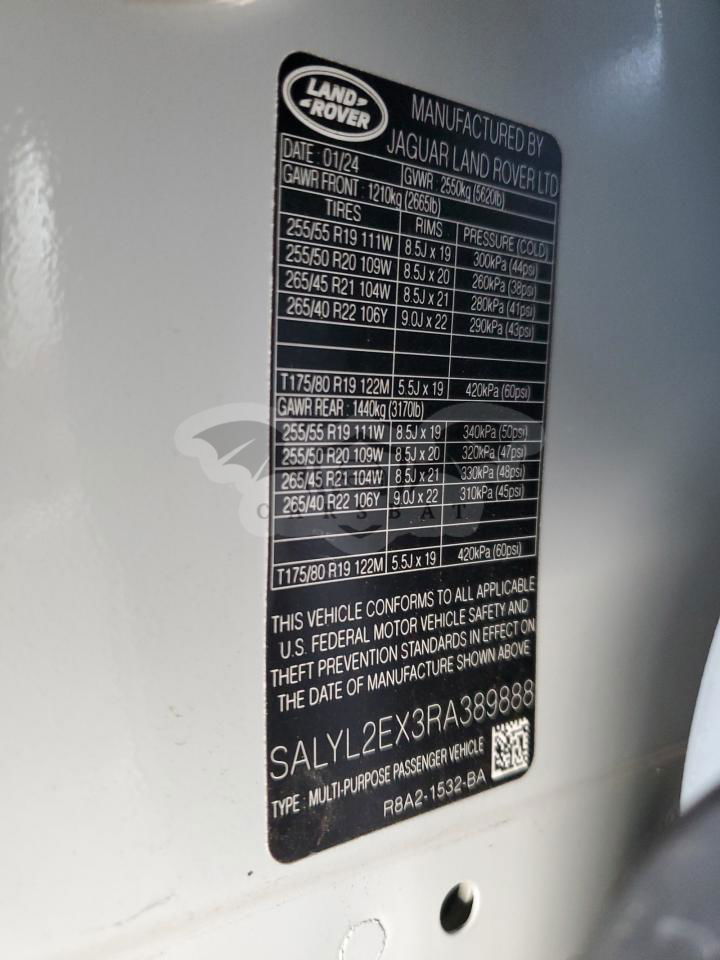 LAND
ROVER
MANUFACTURED BY
JAGUAR LAND ROVER LTD
DATE : 01/24 GVWR : 2550kg (5620lb)
GAWR FRONT : 1210kg (2665lb)
TIRES RIMS PRESSURE (COLD)
255/55 R19 111W 8.5J x 19 300kPa (44psi)
255/50 R20 109W 8.5J x 20 260kPa (38psi)
265/45 R21 104W 8.5J x 21 280kPa (41psi)
265/40 R22 106Y 9.0J x 22 290kPa (43psi)
T175/80 R19 122M 5.5J x 19 420kPa (60psi)
GAWR REAR : 1440kg (3170lb)
255/55 R19 111W 8.5J x 19 340kPa (50psi)
255/50 R20 109W 8.5J x 20 320kPa (47psi)
265/45 R21 104W 8.5J x 21 330kPa (48psi)
265/40 R22 106Y 9.0J x 22 310kPa (45psi)
CARSBAT
T175/80 R19 122M 5.5J x 19 420kPa (60psi)
THIS VEHICLE CONFORMS TO ALL APPLICABLE
U.S. FEDERAL MOTOR VEHICLE SAFETY AND
THEFT PREVENTION STANDARDS IN EFFECT ON
THE DATE OF MANUFACTURE SHOWN ABOVE
SALYL2EX3RA389888
TYPE : MULTI-PURPOSE PASSENGER VEHICLE
R8A2-1532-BA